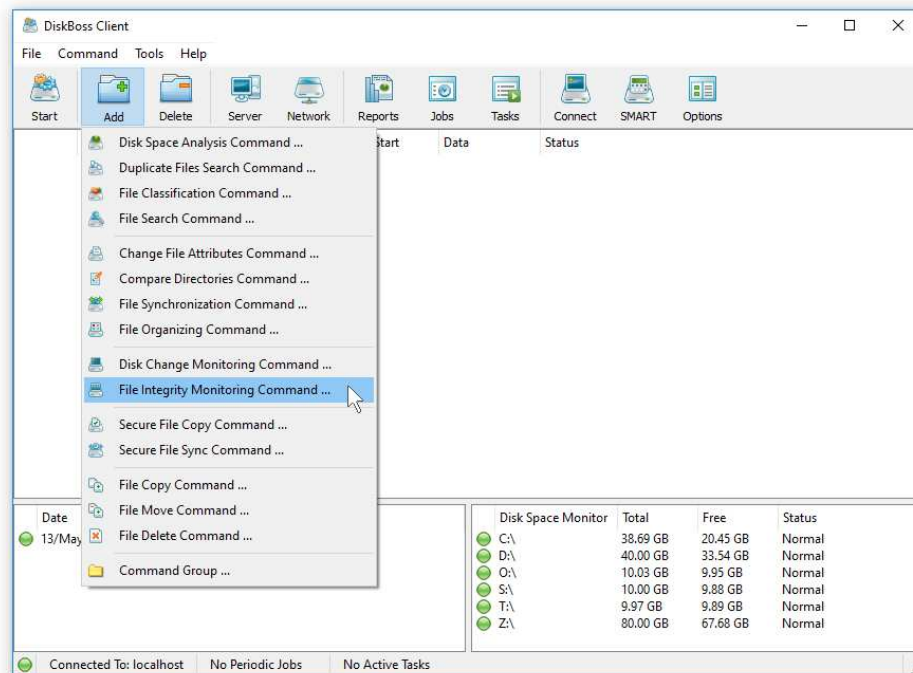 DiskBoss Client
File Command Tools Help
Start Add Delete Server Network Reports Jobs Tasks Connect SMART Options
Start Data Status
Disk Space Analysis Command ...
Duplicate Files Search Command ...
File Classification Command ...
File Search Command ...
Change File Attributes Command ...
Compare Directories Command ...
File Synchronization Command ...
File Organizing Command ...
Disk Change Monitoring Command ...
File Integrity Monitoring Command ...
Secure File Copy Command ...
Secure File Sync Command ...
File Copy Command ...
File Move Command ...
File Delete Command ...
Command Group ...
Date
13/May
Disk Space Monitor Total Free Status
C:\ 38.69 GB 20.45 GB Normal
D:\ 40.00 GB 33.54 GB Normal
O:\ 10.03 GB 9.95 GB Normal
S:\ 10.00 GB 9.88 GB Normal
T:\ 9.97 GB 9.89 GB Normal
Z:\ 80.00 GB 67.68 GB Normal
Connected To: localhost No Periodic Jobs No Active Tasks